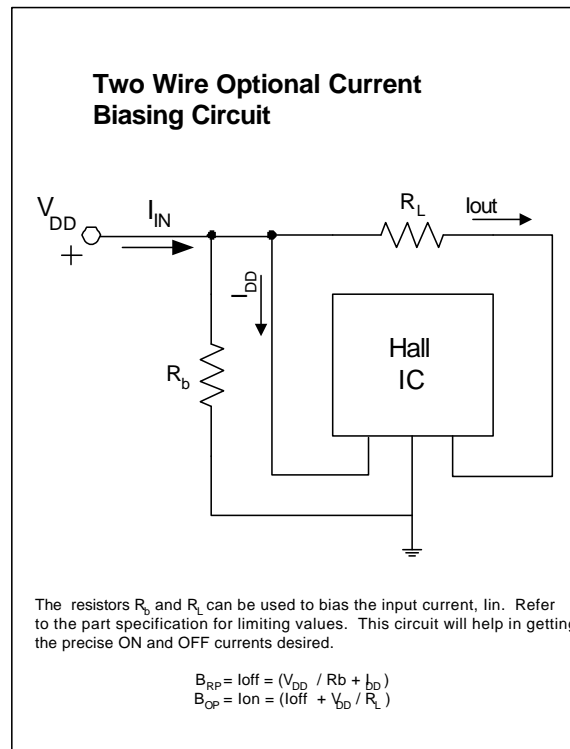 Two Wire Optional Current
Biasing Circuit
V_DD
I_IN
R_L
Iout
+
I_DD
Hall
IC
R_b
The resistors R_b and R_L can be used to bias the input current, Iin. Refer
to the part specification for limiting values. This circuit will help in getting
the precise ON and OFF currents desired.
B_RP = Ioff = (V_DD / Rb + I_DD)
B_OP = Ion = (Ioff + V_DD / R_L)